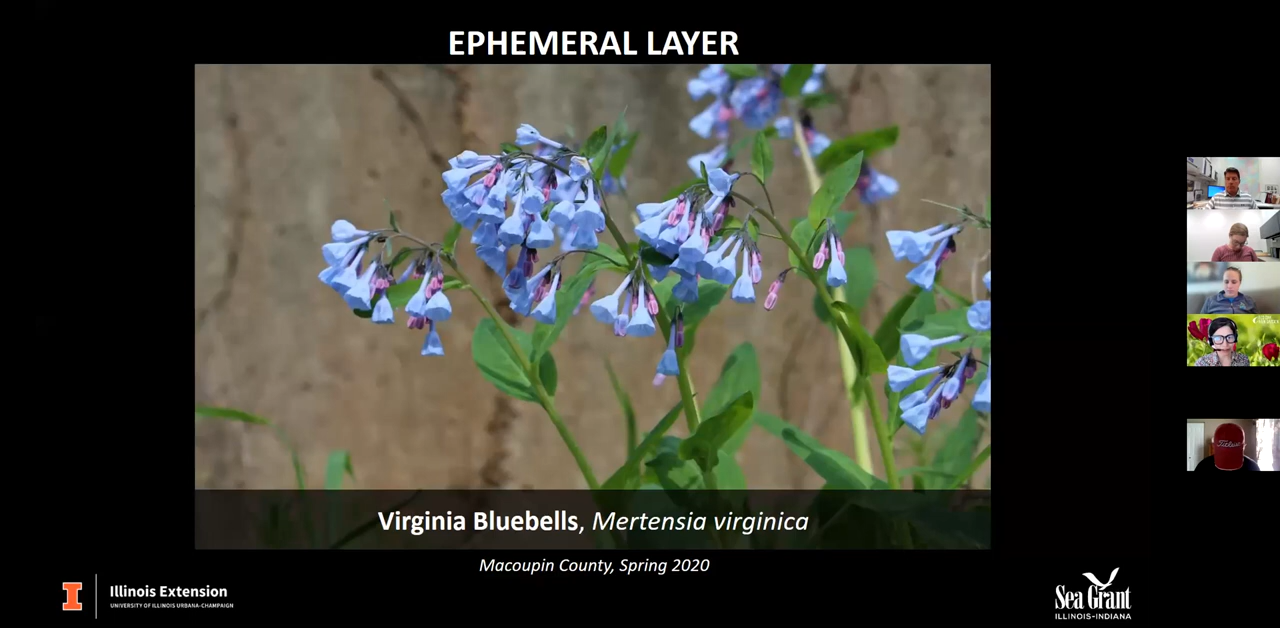 EPHEMERAL LAYER
Virginia Bluebells, Mertensia virginica
Macoupin County, Spring 2020
I
Illinois Extension
UNIVERSITY OF ILLINOIS URBANA-CHAMPAIGN
Sea Grant
ILLINOIS-INDIANA
Titleist